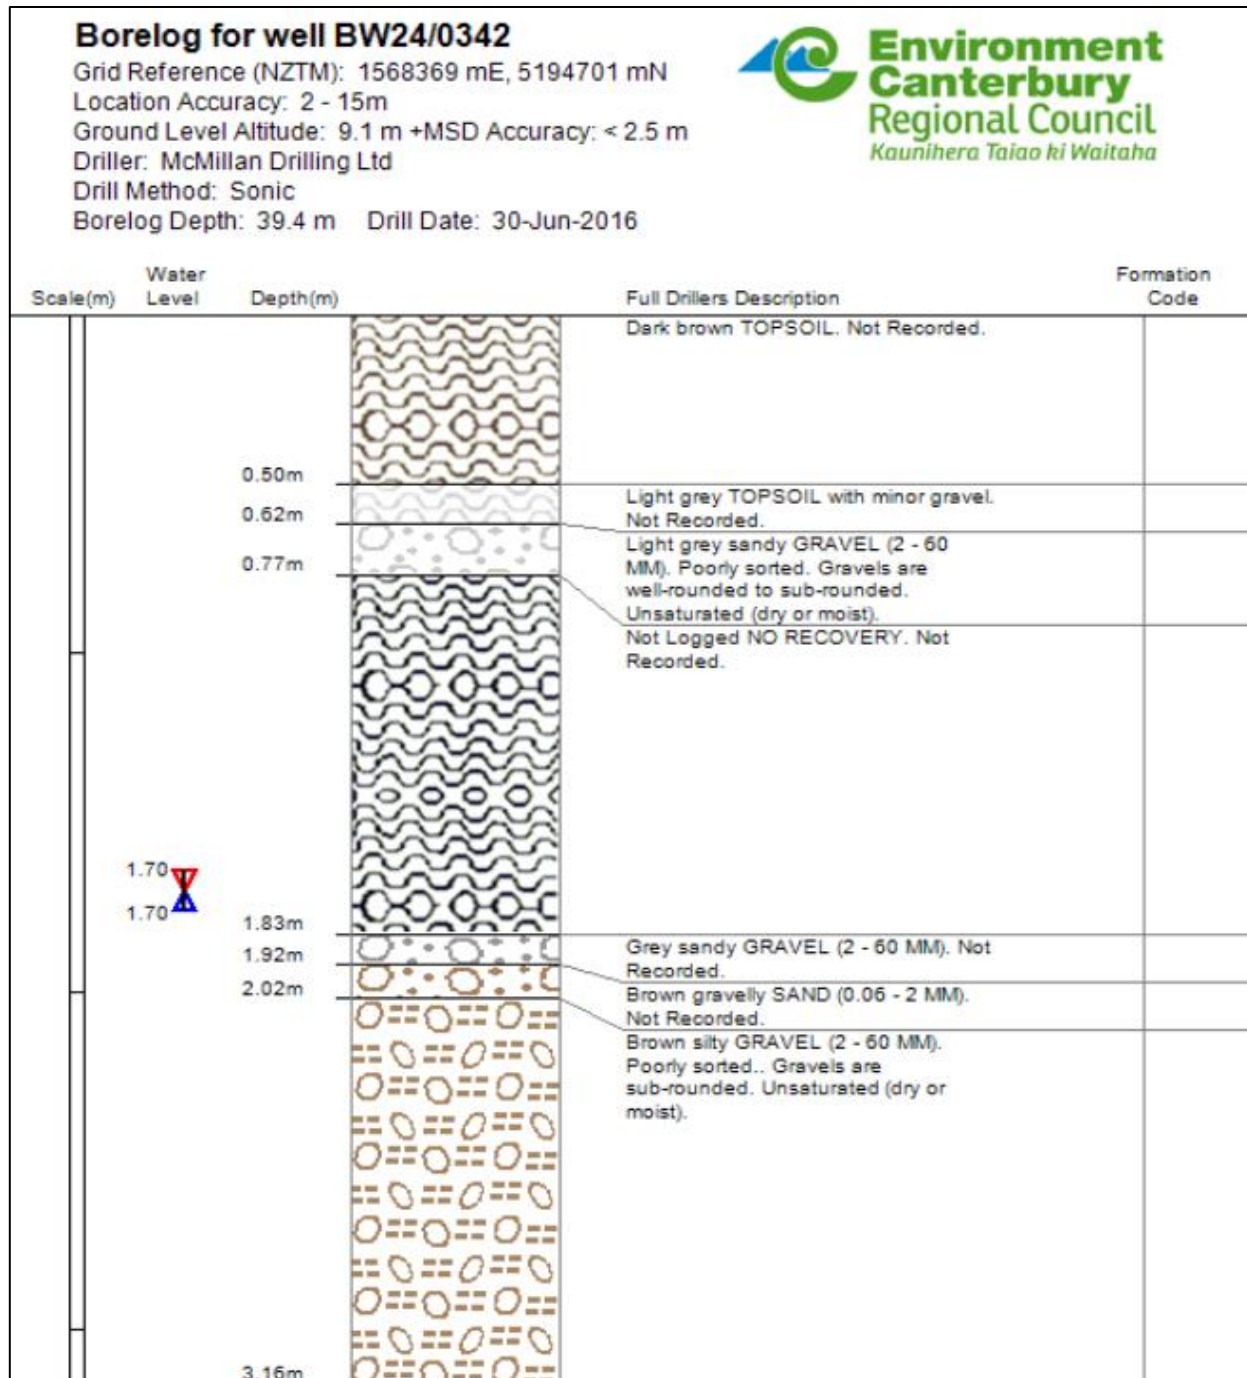 Borelog for well BW24/0342
Grid Reference (NZTM): 1568369 mE, 5194701 mN
Location Accuracy: 2 - 15m
Ground Level Altitude: 9.1 m +MSD Accuracy: < 2.5 m
Driller: McMillan Drilling Ltd
Drill Method: Sonic
Borelog Depth: 39.4 m Drill Date: 30-Jun-2016
Environment
Canterbury
Regional Council
Kaunihera Taiao ki Waitaha
Scale(m)
Water
Level
Depth(m)
Full Drillers Description
Formation
Code
Dark brown TOPSOIL. Not Recorded.
0.50m
Light grey TOPSOIL with minor gravel.
Not Recorded.
0.62m
Light grey sandy GRAVEL (2 - 60
MM). Poorly sorted. Gravels are
well-rounded to sub-rounded.
Unsaturated (dry or moist).
0.77m
Not Logged NO RECOVERY. Not
Recorded.
1.70
1.70
1.83m
Grey sandy GRAVEL (2 - 60 MM). Not
Recorded.
1.92m
Brown gravelly SAND (0.06 - 2 MM).
Not Recorded.
2.02m
Brown silty GRAVEL (2 - 60 MM).
Poorly sorted.. Gravels are
sub-rounded. Unsaturated (dry or
moist).
3.16m